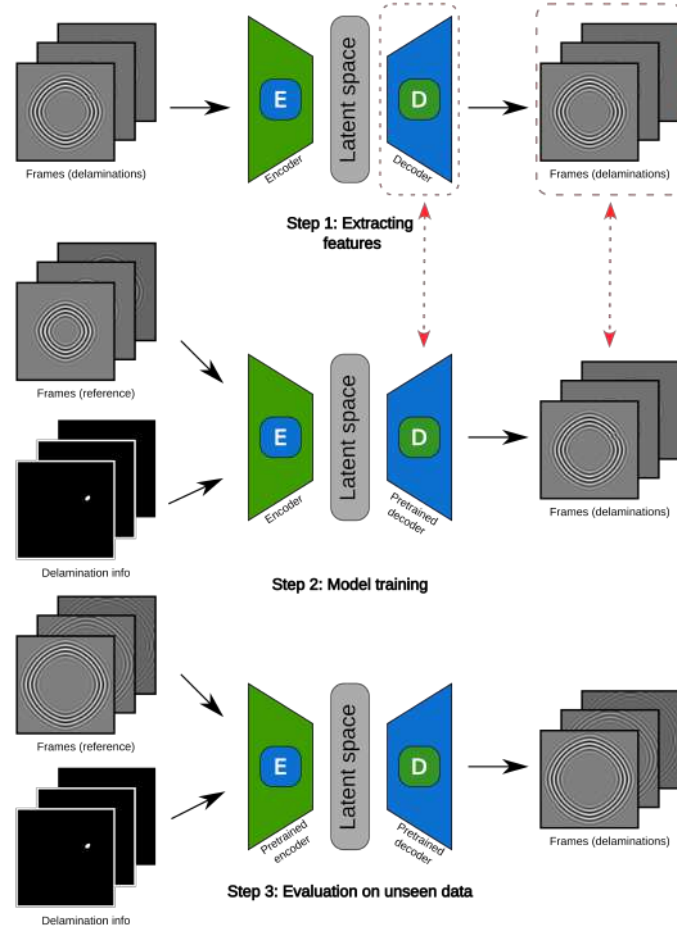 E
Latent space
D
Frames (delaminations)
Encoder
Decoder
Frames (delaminations)
Step 1: Extracting
features
Frames (reference)
E
Latent space
D
Delamination info
Encoder
Pretrained
decoder
Frames (delaminations)
Step 2: Model training
Frames (reference)
E
Latent space
D
Delamination info
Pretrained
encoder
Pretrained
decoder
Frames (delaminations)
Step 3: Evaluation on unseen data